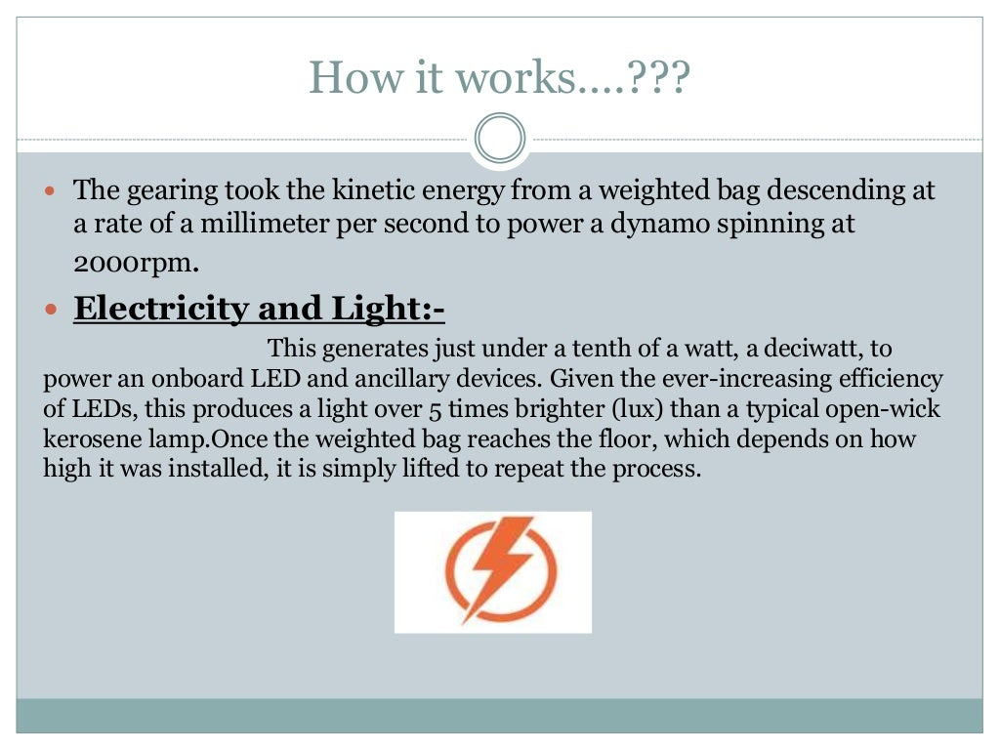 How it works….???
• The gearing took the kinetic energy from a weighted bag descending at
a rate of a millimeter per second to power a dynamo spinning at
2000rpm.
• Electricity and Light:-
This generates just under a tenth of a watt, a deciwatt, to
power an onboard LED and ancillary devices. Given the ever-increasing efficiency
of LEDs, this produces a light over 5 times brighter (lux) than a typical open-wick
kerosene lamp.Once the weighted bag reaches the floor, which depends on how
high it was installed, it is simply lifted to repeat the process.